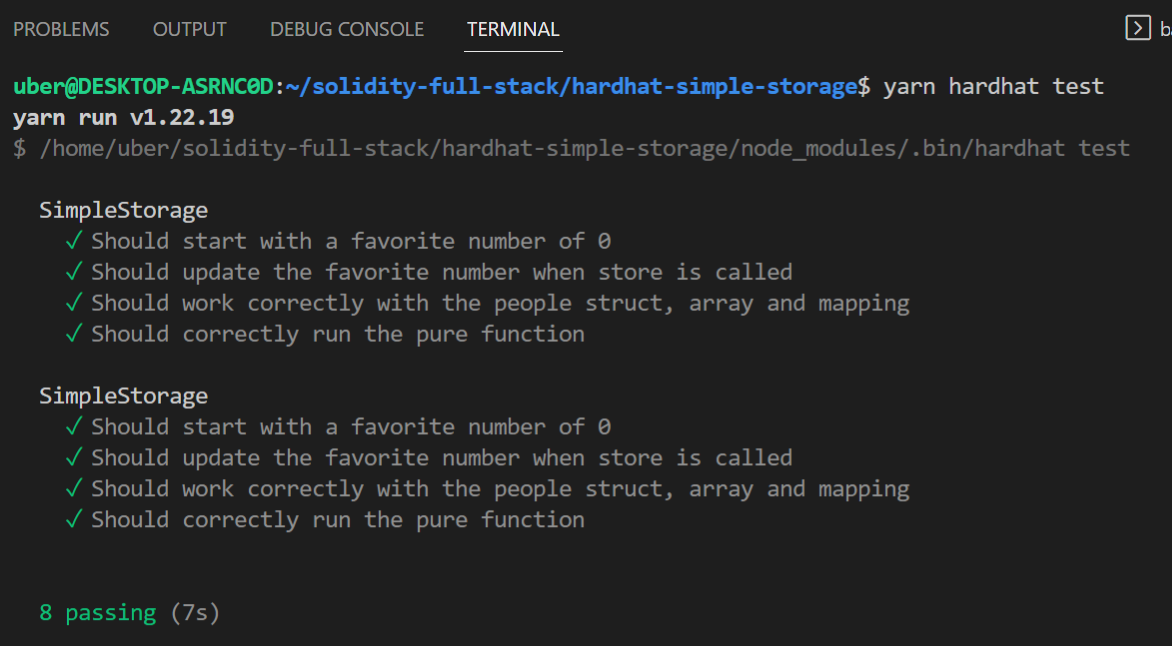 PROBLEMS OUTPUT DEBUG CONSOLE TERMINAL
uber@DESKTOP-ASRNC0D:~/solidity-full-stack/hardhat-simple-storage$ yarn hardhat test
yarn run v1.22.19
$ /home/uber/solidity-full-stack/hardhat-simple-storage/node_modules/.bin/hardhat test
SimpleStorage
✓ Should start with a favorite number of 0
✓ Should update the favorite number when store is called
✓ Should work correctly with the people struct, array and mapping
✓ Should correctly run the pure function
SimpleStorage
✓ Should start with a favorite number of 0
✓ Should update the favorite number when store is called
✓ Should work correctly with the people struct, array and mapping
✓ Should correctly run the pure function
8 passing (7s)